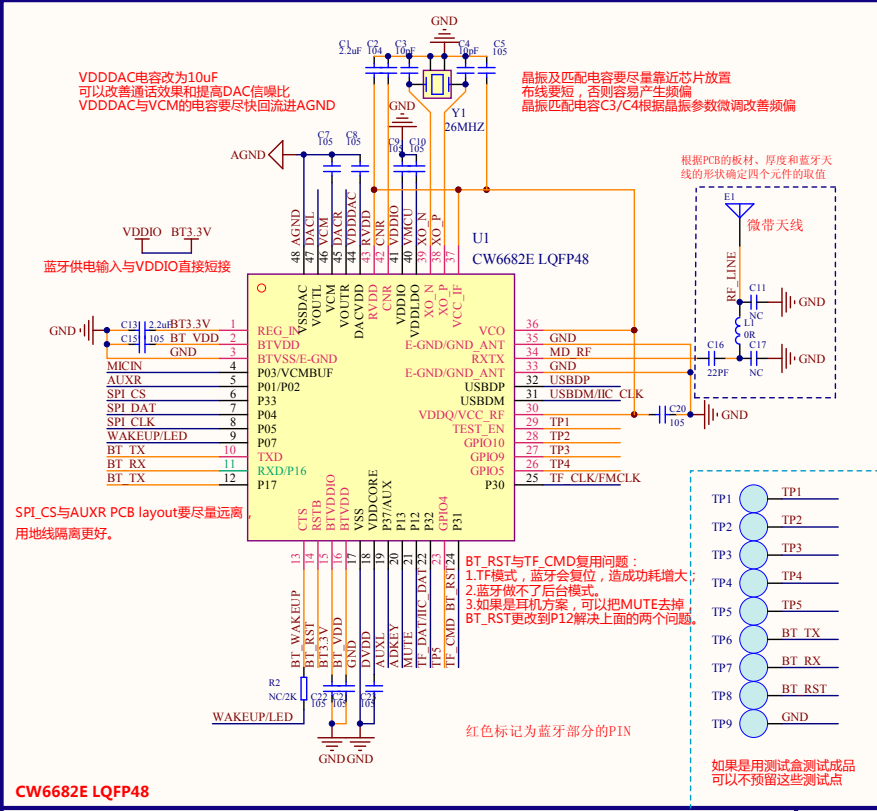 GND
C1
2.2uF
C2
104
C3
10pF
C4
10pF
C5
105
VDDDAC电容改为10uF
可以改善通话效果和提高DAC信噪比
VDDDAC与VCM的电容要尽快回流进AGND
晶振及匹配电容要尽量靠近芯片放置
布线要短，否则容易产生频偏
晶振匹配电容C3/C4根据晶振参数微调改善频偏
Y1
26MHZ
GND
C7
105
C8
105
C9
105
C10
105
AGND
根据PCB的板材、厚度和蓝牙天
线的形状确定四个元件的取值
E1
微带天线
RF_LINE
C11
NC
GND
L1
0R
C16
22PF
C17
NC
GND
VDDIO BT3.3V
蓝牙供电输入与VDDIO直接短接
48 AGND
47 DACL
46 VCM
45 DACR
44 VDDDAC
43 RVDD
42 CNR
41 VDDIO
40 VMCU
39 XO_N
38 XO_P
37
U1
CW6682E LQFP48
VSSDAC
VOUTL
VCM
VOUTR
DACVDD
RVDD
CNR
VDDIO
VDDLDO
XO_N
XO_P
VCC_IF
GND
C13 2.2uF
C15 105
BT3.3V 1 REG_IN
BT_VDD 2 BTVDD
GND 3 BTVSS/E-GND
MICIN 4 P03/VCMBUF
AUXR 5 P01/P02
SPI_CS 6 P33
SPI_DAT 7 P04
SPI_CLK 8 P05
WAKEUP/LED 9 P07
BT_TX 10 TXD
BT_RX 11 RXD/P16
BT_TX 12 P17
VCO 36
E-GND/GND_ANT 35 GND
RXTX 34 MD_RF
E-GND/GND_ANT 33 GND
USBDP 32 USBDP
USBDM 31 USBDM/IIC_CLK
VDDQ/VCC_RF 30
TEST_EN 29 TP1
GPIO10 28 TP2
GPIO9 27 TP3
GPIO5 26 TP4
P30 25 TF_CLK/FMCLK
C20
105
GND
CTS
RSTB
BTVDDIO
BTVDD
VSS
VDDCORE
P37/AUX
P13
P12
P32
GPIO4
P31
13 BT_WAKEUP
14 BT_RST
15 BT3.3V
16 BT_VDD
17 GND
18 DVDD
19 AUXL
20 ADKEY
21 MUTE
22 TF_DAT/IIC_DAT
23 TP5
24 TF_CMD BT_RST
SPI_CS与AUXR PCB layout要尽量远离，
用地线隔离更好。
BT_RST与TF_CMD复用问题：
1.TF模式，蓝牙会复位，造成功耗增大；
2.蓝牙做不了后台模式。
3.如果是耳机方案，可以把MUTE去掉，
BT_RST更改到P12解决上面的两个问题。
R2
NC/2K
WAKEUP/LED
C22
105
105
105
GND GND
红色标记为蓝牙部分的PIN
TP1 TP1
TP2 TP2
TP3 TP3
TP4 TP4
TP5 TP5
TP6 BT_TX
TP7 BT_RX
TP8 BT_RST
TP9 GND
如果是用测试盒测试成品
可以不预留这些测试点
CW6682E LQFP48